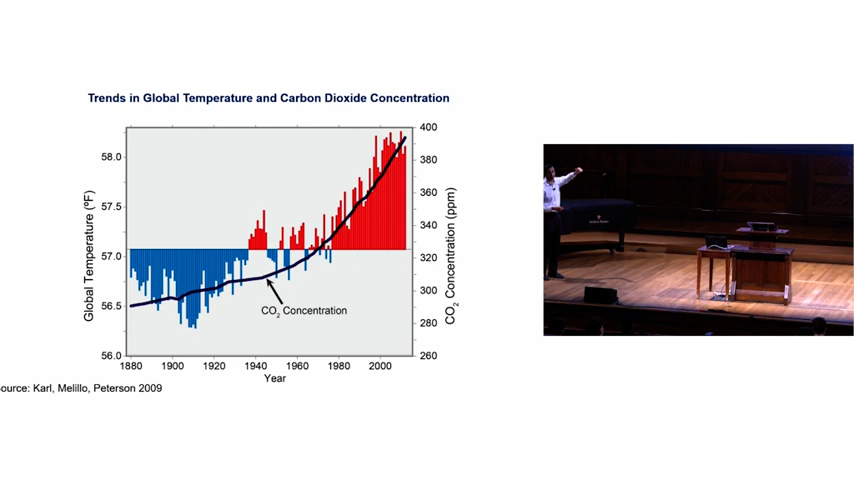 Trends in Global Temperature and Carbon Dioxide Concentration
Global Temperature (ºF)
58.0
57.5
57.0
56.5
56.0
400
380
360
340
320
300
280
260
CO2 Concentration (ppm)
CO2 Concentration
1880 1900 1920 1940 1960 1980 2000
Year
ource: Karl, Melillo, Peterson 2009